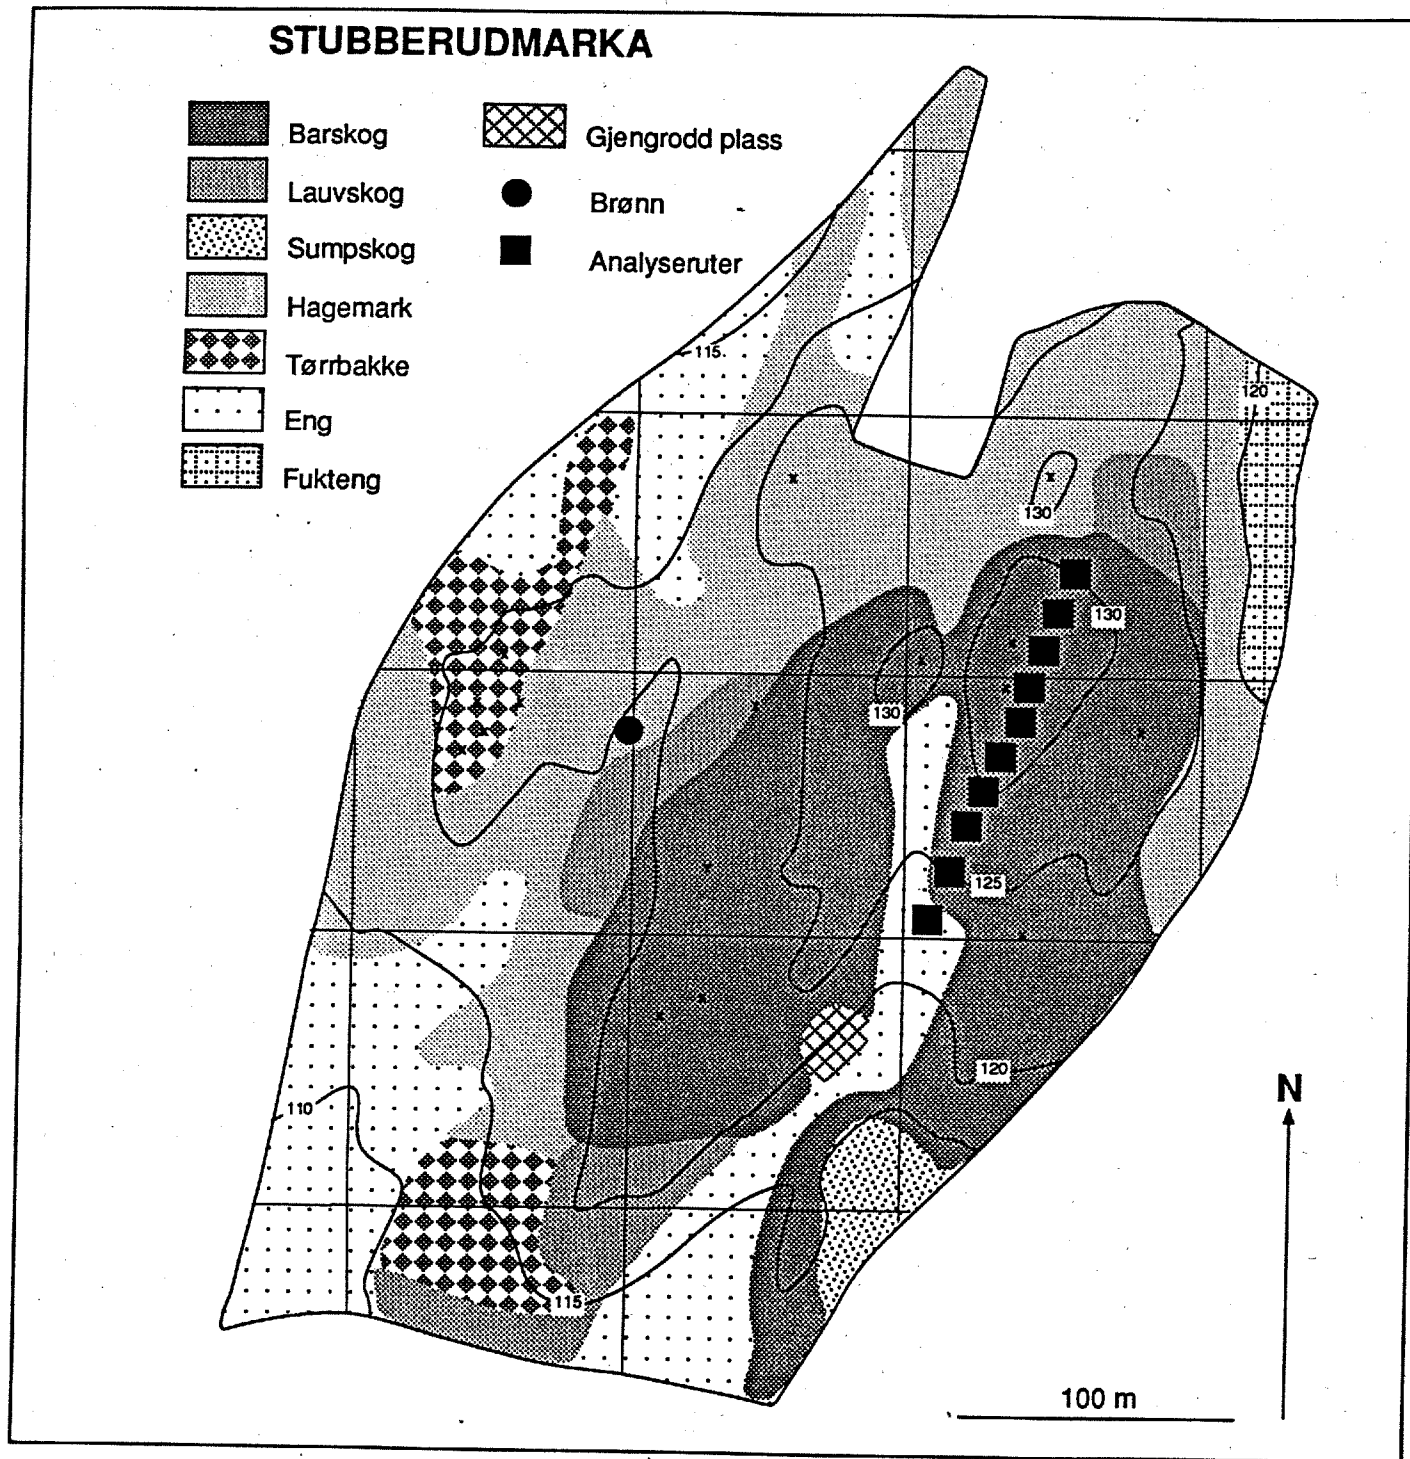 STUBBERUDMARKA
Barskog
Lauvskog
Sumpskog
Hagemark
Tørrbakke
Eng
Fukteng
Gjengrodd plass
Brønn
Analyseruter
115
120
130
130
130
125
120
110
115
N
100 m